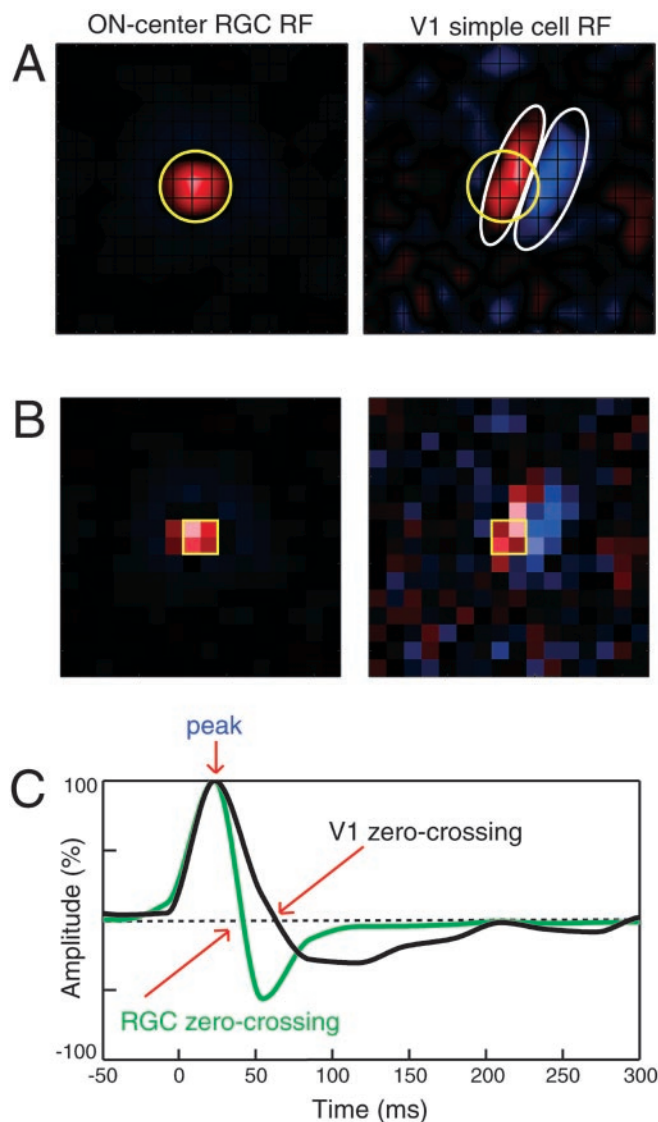 ON-center RGC RF
V1 simple cell RF
A
B
peak
C
100
V1 zero-crossing
Amplitude (%)
RGC zero-crossing
-100
-50
0
50
100
150
200
250
300
Time (ms)